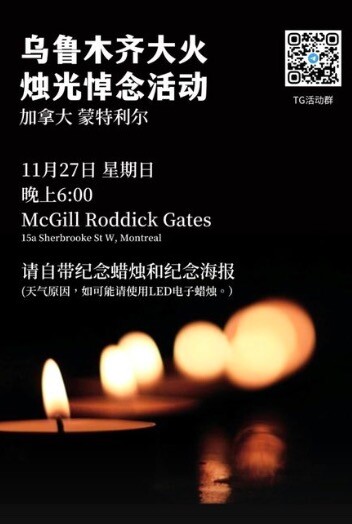 乌鲁木齐大火
烛光悼念活动
加拿大 蒙特利尔
TG活动群
11月27日 星期日
晚上6:00
McGill Roddick Gates
15a Sherbrooke St W, Montreal
请自带纪念蜡烛和纪念海报
(天气原因，如可能请使用LED电子蜡烛。)